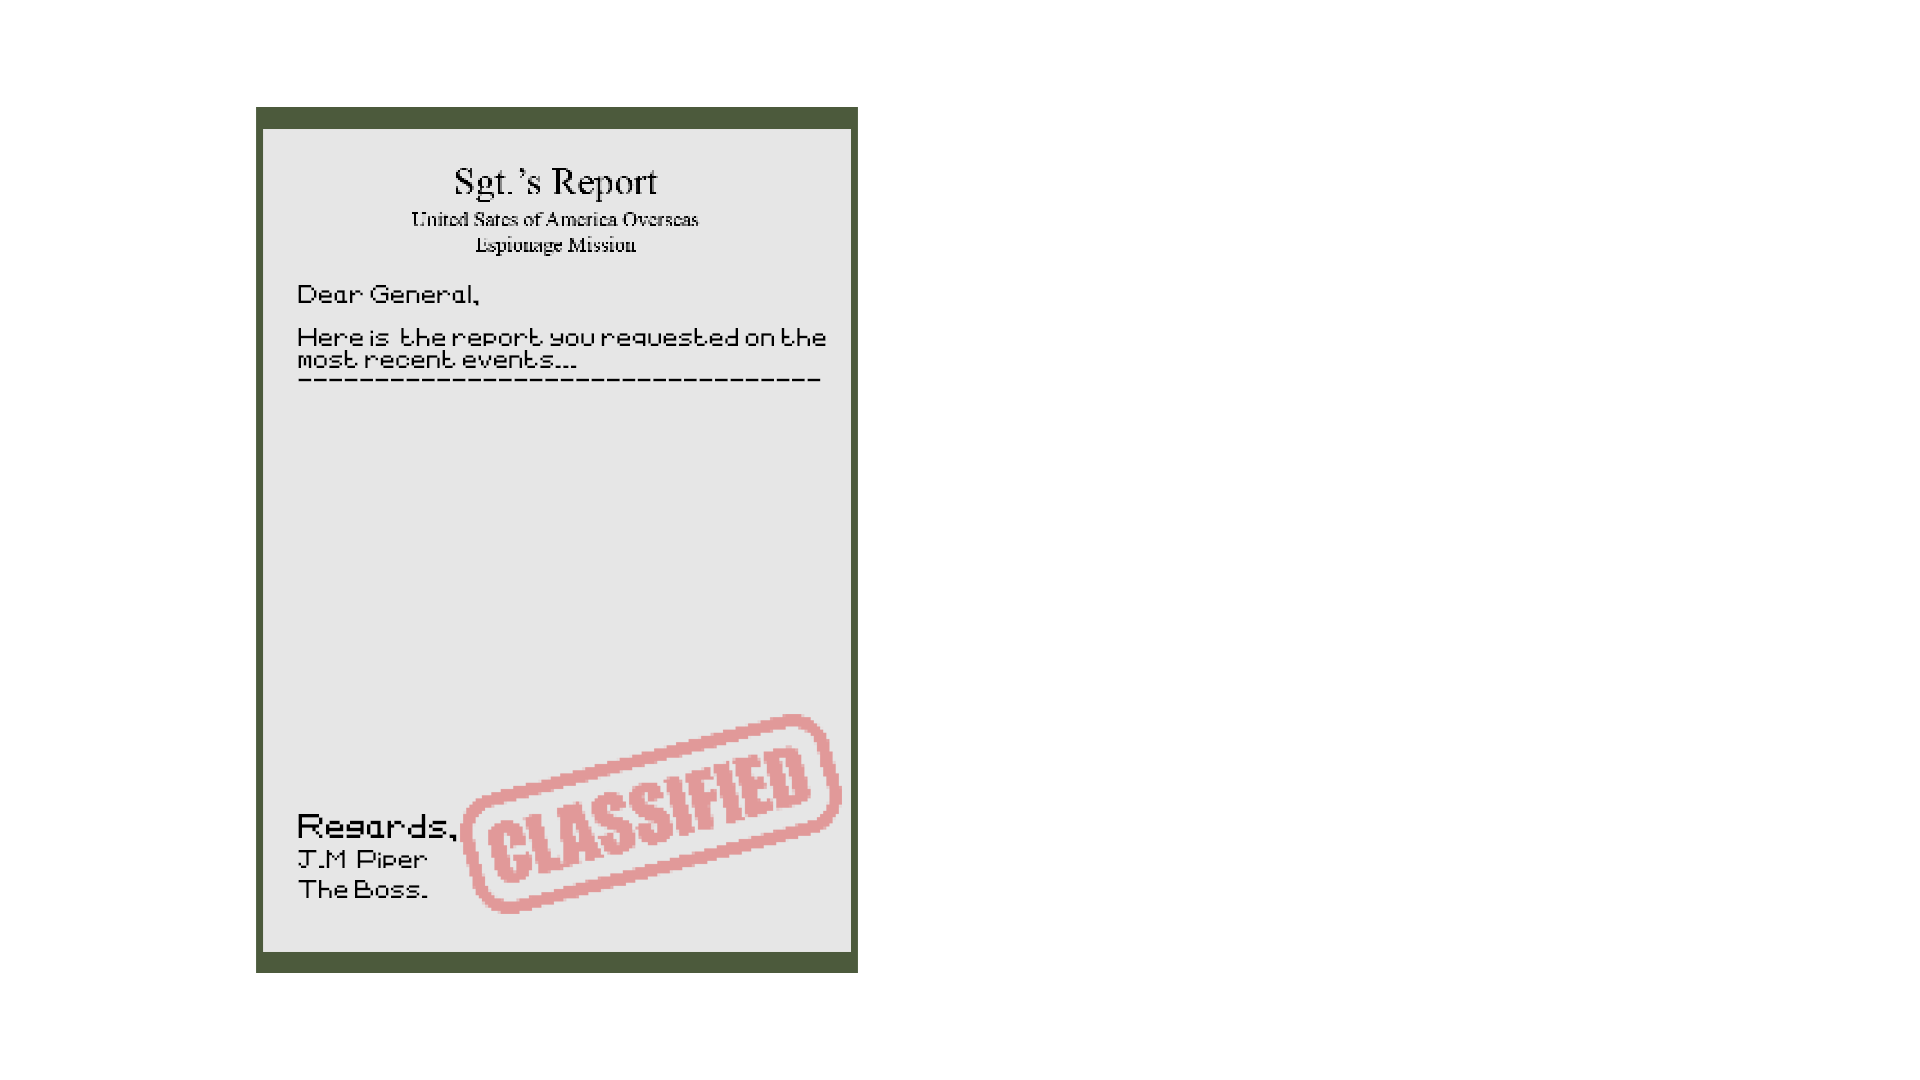 Sgt.’s Report
United Sates of America Overseas
Espionage Mission
Dear General,
Here is the report you requested on the
most recent events...
----------------------------------
Regards,
J.M Piper
The Boss.
CLASSIFIED